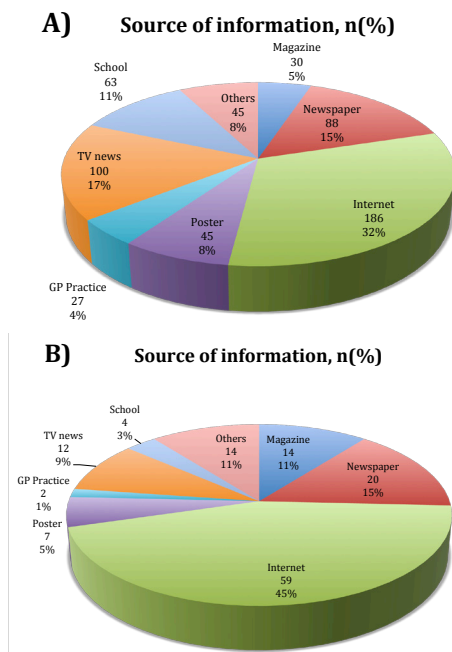 A) Source of information, n(%)
Magazine
30
5%
Newspaper
88
15%
Internet
186
32%
Poster
45
8%
GP Practice
27
4%
TV news
100
17%
School
63
11%
Others
45
8%
B) Source of information, n(%)
Magazine
14
11%
Newspaper
20
15%
Internet
59
45%
Poster
7
5%
GP Practice
2
1%
TV news
12
9%
School
4
3%
Others
14
11%